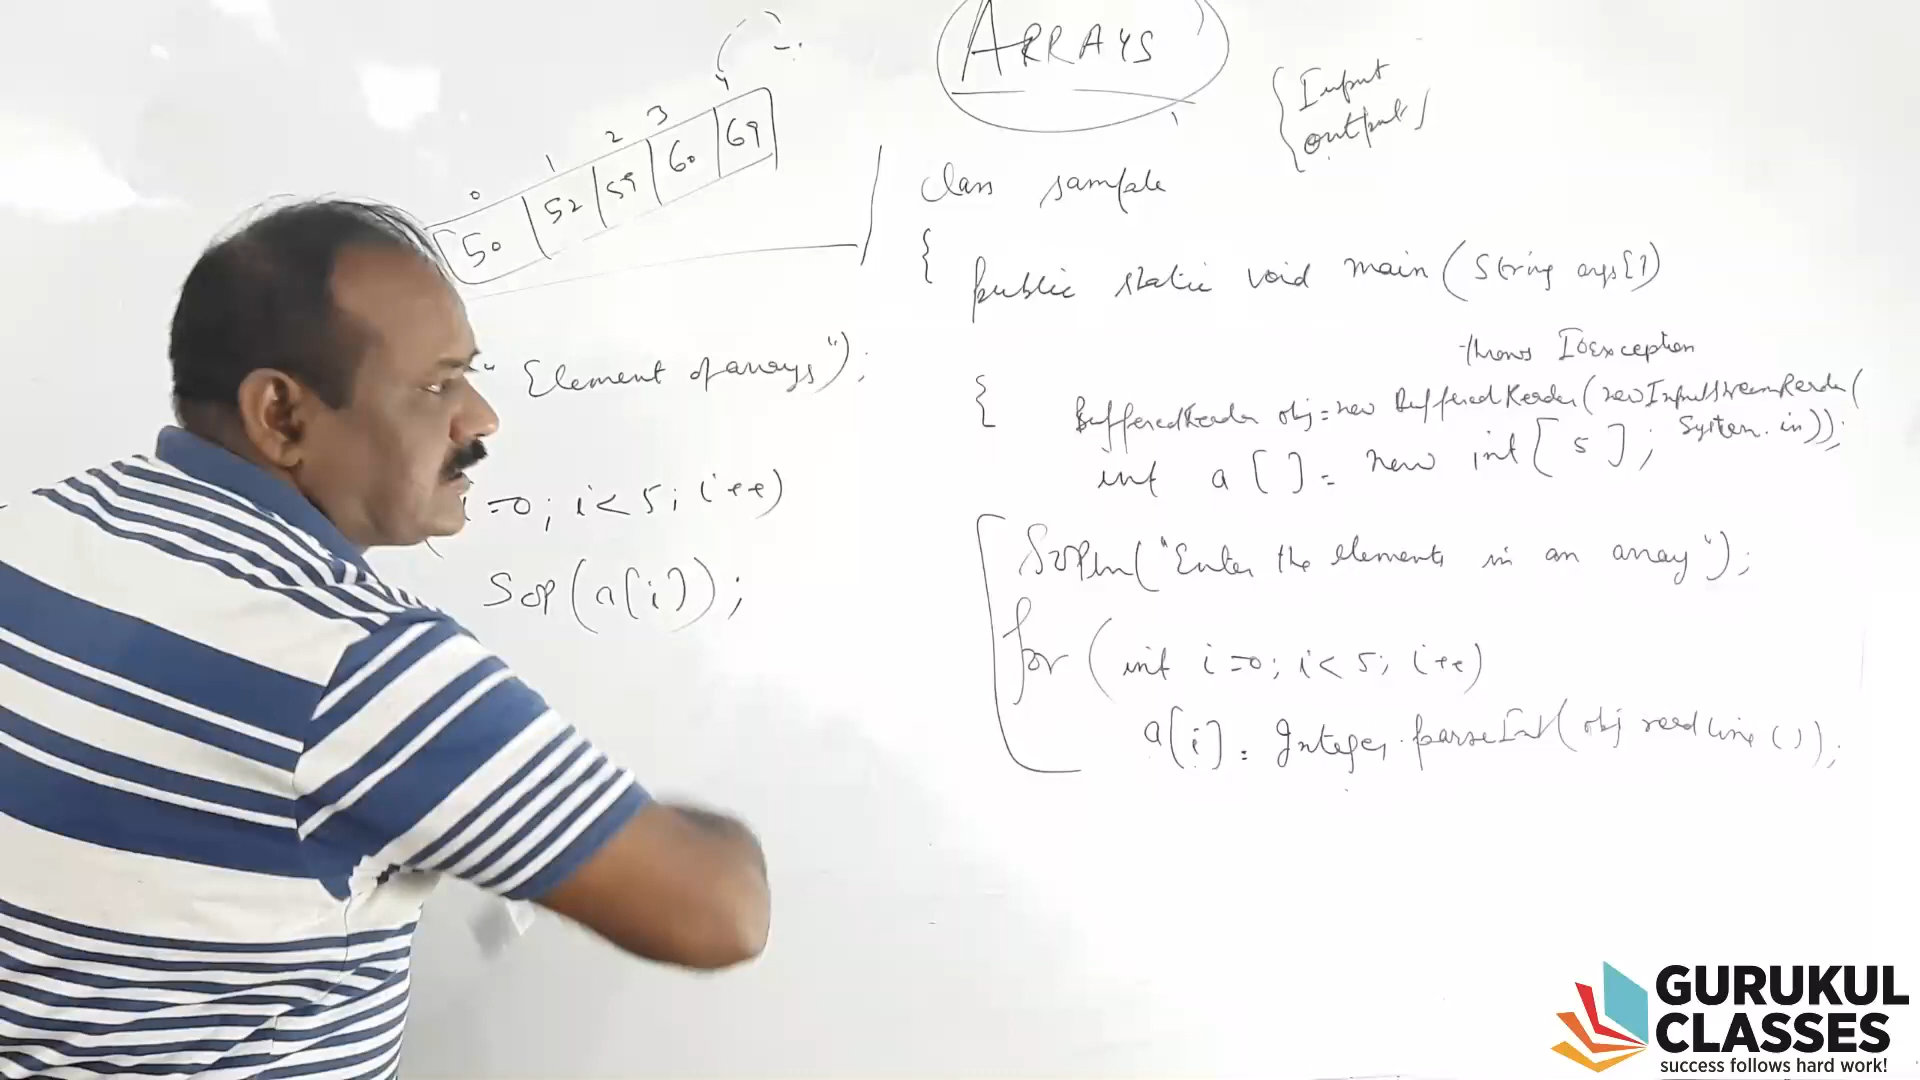 ARRAYS
Input
output
0 1 2 3 4
50 52 59 60 69
class sample
{
public static void main (String args[])
throws IOException
{
BufferedReader obj = new BufferedReader (new InputStreamReader (
System.in));
int a [ ] = new int [ 5 ];
SOPln ("Enter the elements in an array");
for (int i=0; i<5; i++)
a[i] = Integer.parseInt (obj readline ());
" Element of arrays");
i=0; i<5; i++)
Sop (a[i]);
GURUKUL
CLASSES
success follows hard work!